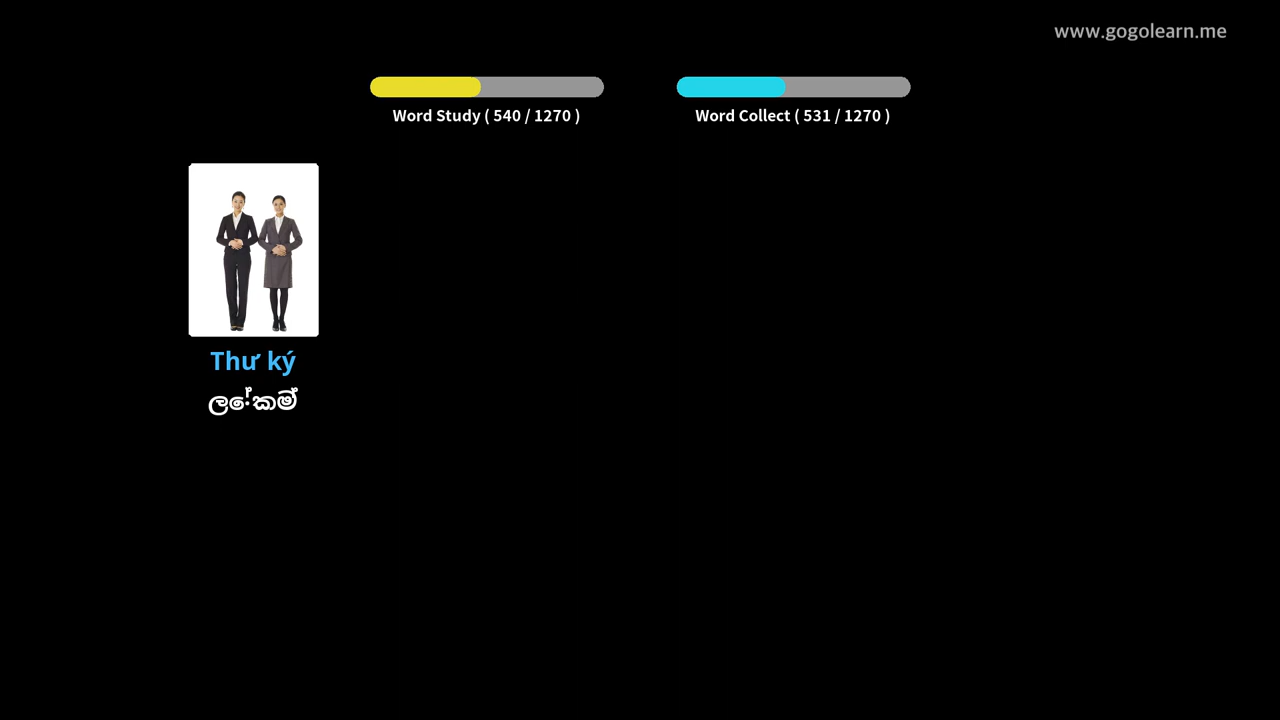 www.gogolearn.me
Word Study ( 540 / 1270 )
Word Collect ( 531 / 1270 )
Thư ký
ලේකම්